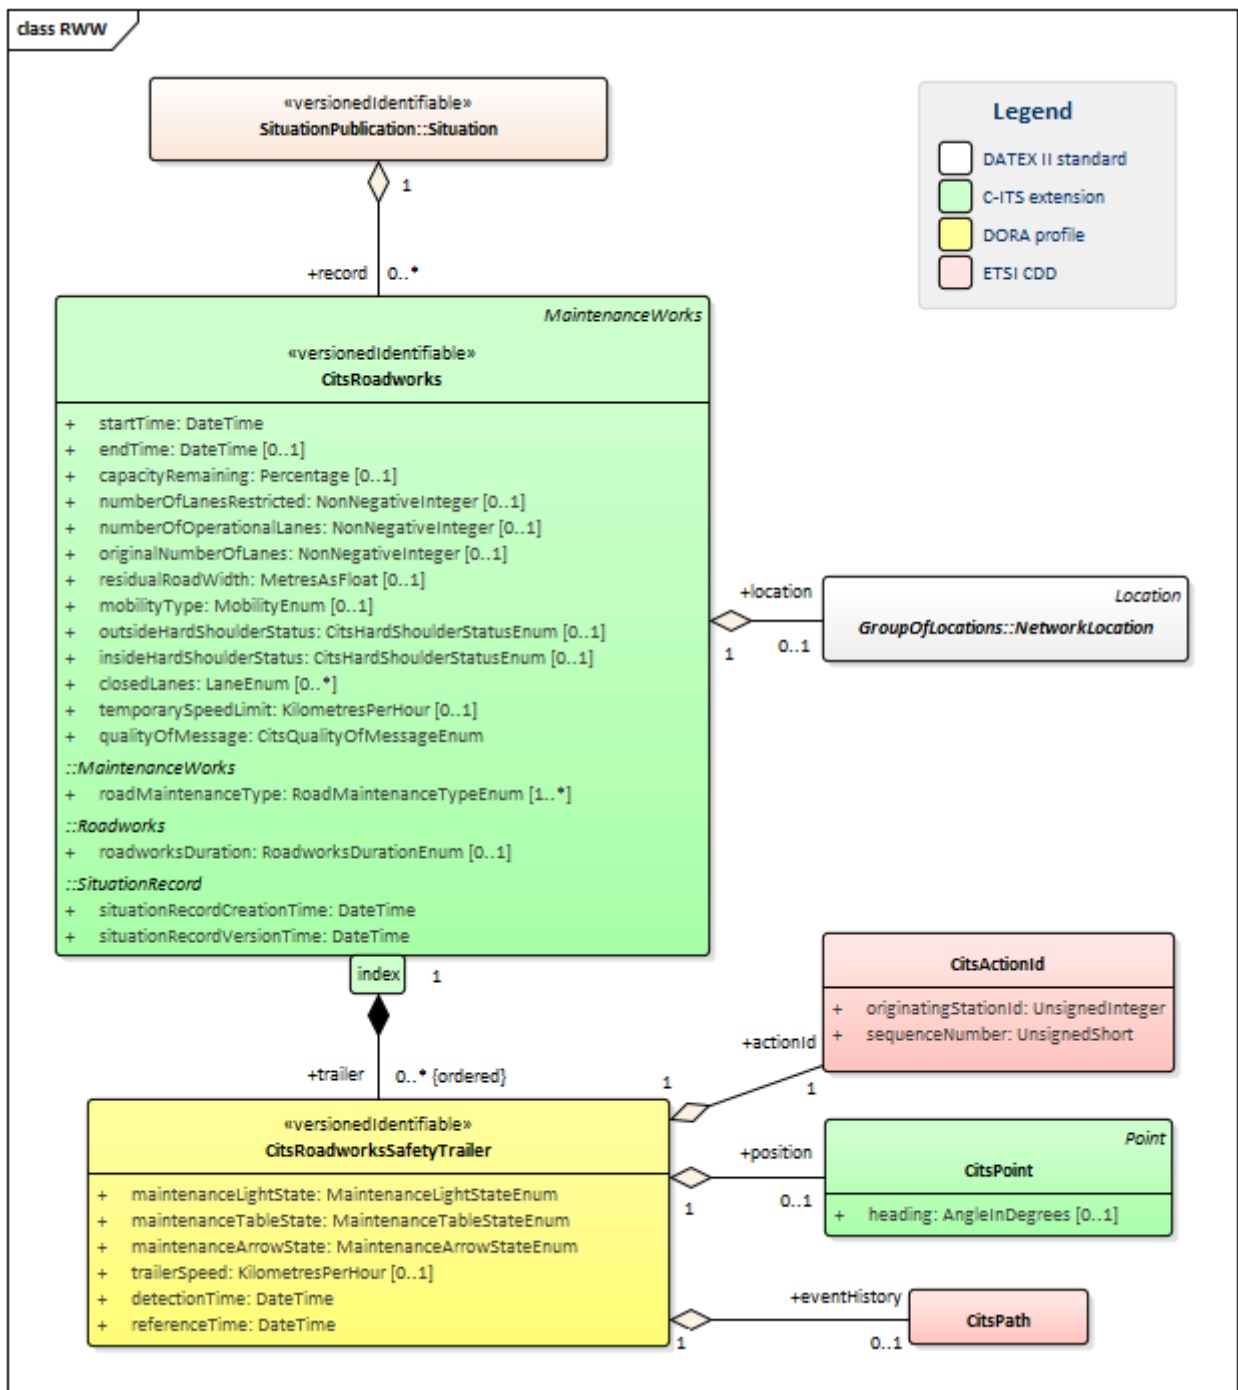 class RWW
«versionedIdentifiable»
SituationPublication::Situation
1
+record 0..*
Legend
DATEX II standard
C-ITS extension
DORA profile
ETSI CDD
MaintenanceWorks
«versionedIdentifiable»
CitsRoadworks
+ startTime: DateTime
+ endTime: DateTime [0..1]
+ capacityRemaining: Percentage [0..1]
+ numberOfLanesRestricted: NonNegativeInteger [0..1]
+ numberOfOperationalLanes: NonNegativeInteger [0..1]
+ originalNumberOfLanes: NonNegativeInteger [0..1]
+ residualRoadWidth: MetresAsFloat [0..1]
+ mobilityType: MobilityEnum [0..1]
+ outsideHardShoulderStatus: CitsHardShoulderStatusEnum [0..1]
+ insideHardShoulderStatus: CitsHardShoulderStatusEnum [0..1]
+ closedLanes: LaneEnum [0..*]
+ temporarySpeedLimit: KilometresPerHour [0..1]
+ qualityOfMessage: CitsQualityOfMessageEnum
::MaintenanceWorks
+ roadMaintenanceType: RoadMaintenanceTypeEnum [1..*]
::Roadworks
+ roadworksDuration: RoadworksDurationEnum [0..1]
::SituationRecord
+ situationRecordCreationTime: DateTime
+ situationRecordVersionTime: DateTime
+location
1 0..1
Location
GroupOfLocations::NetworkLocation
index 1
+trailer 0..* {ordered}
«versionedIdentifiable»
CitsRoadworksSafetyTrailer
+ maintenanceLightState: MaintenanceLightStateEnum
+ maintenanceTableState: MaintenanceTableStateEnum
+ maintenanceArrowState: MaintenanceArrowStateEnum
+ trailerSpeed: KilometresPerHour [0..1]
+ detectionTime: DateTime
+ referenceTime: DateTime
+actionId
1 1
CitsActionId
+ originatingStationId: UnsignedInteger
+ sequenceNumber: UnsignedShort
+position
1 0..1
Point
CitsPoint
+ heading: AngleInDegrees [0..1]
+eventHistory
1 0..1
CitsPath